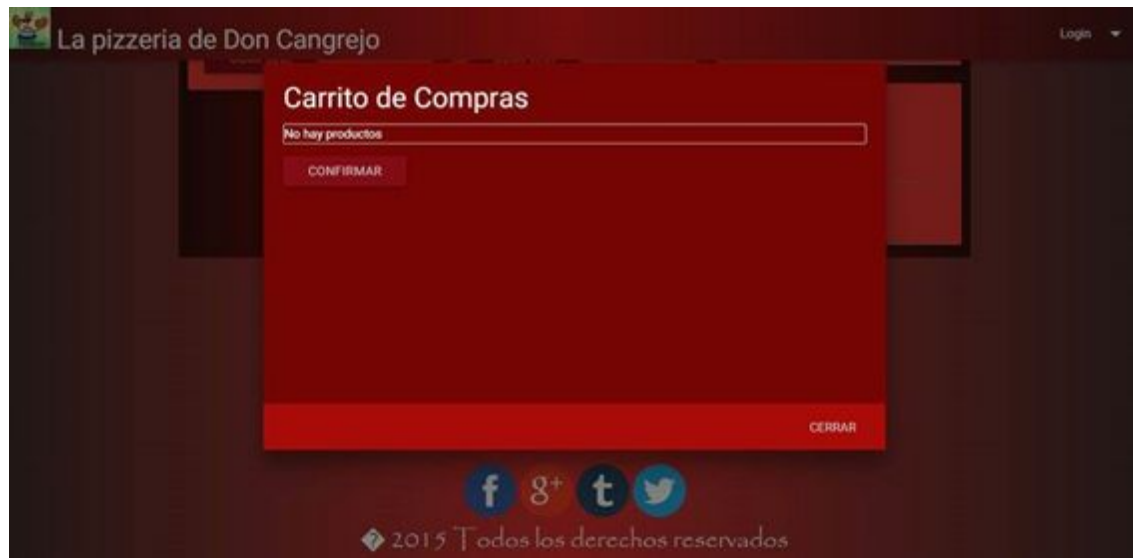 La pizzeria de Don Cangrejo
Login
Carrito de Compras
No hay productos
CONFIRMAR
CERRAR
f g+ t
� 2015 Todos los derechos reservados